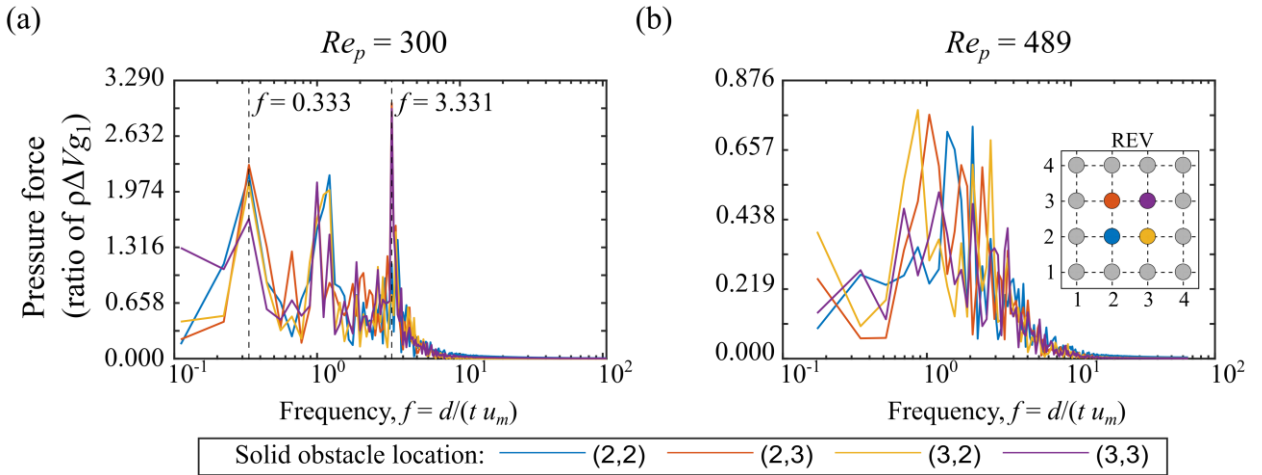 (a)
Re_p = 300
Pressure force
(ratio of ρΔVg_1)
3.290
2.632
1.974
1.316
0.658
0.000
f = 0.333
f = 3.331
10^-1
10^0
10^1
10^2
Frequency, f = d/(t u_m)
(b)
Re_p = 489
0.876
0.657
0.438
0.219
0.000
REV
4
3
2
1
1 2 3 4
10^-1
10^0
10^1
10^2
Frequency, f = d/(t u_m)
Solid obstacle location: (2,2) (2,3) (3,2) (3,3)